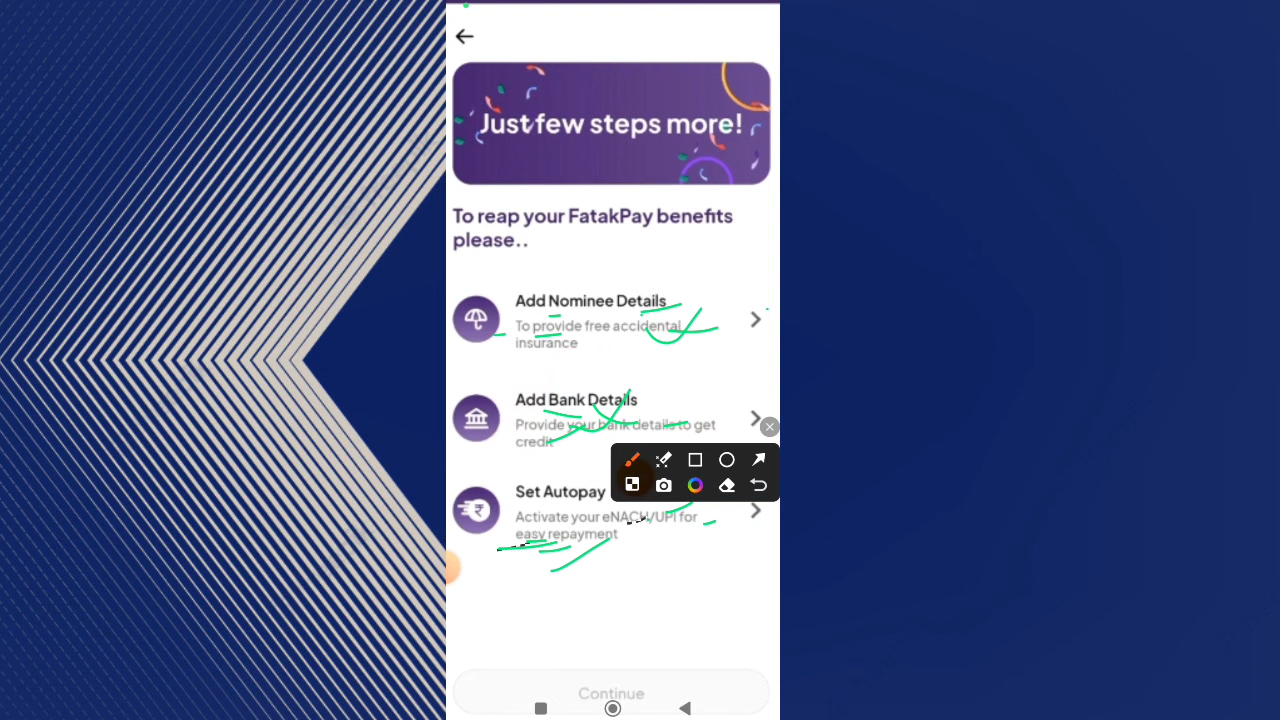 Just few steps more!
To reap your FatakPay benefits
please..
Add Nominee Details
To provide free accidental
insurance
Add Bank Details
Provide your bank details to get
credit
Set Autopay
Activate your eNACH/UPI for
easy repayment
Continue